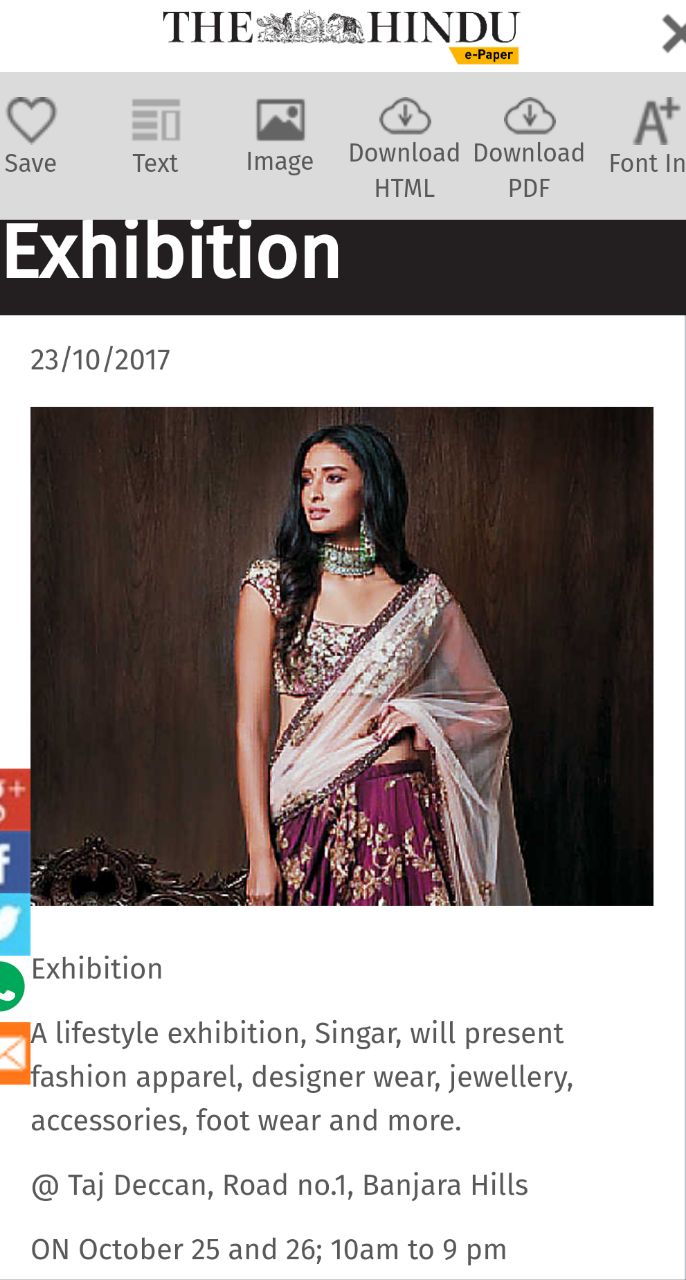 THE HINDU
e-Paper
Save
Text
Image
Download
HTML
Download
PDF
Font In
Exhibition
23/10/2017
Exhibition
A lifestyle exhibition, Singar, will present
fashion apparel, designer wear, jewellery,
accessories, foot wear and more.
@ Taj Deccan, Road no.1, Banjara Hills
ON October 25 and 26; 10am to 9 pm